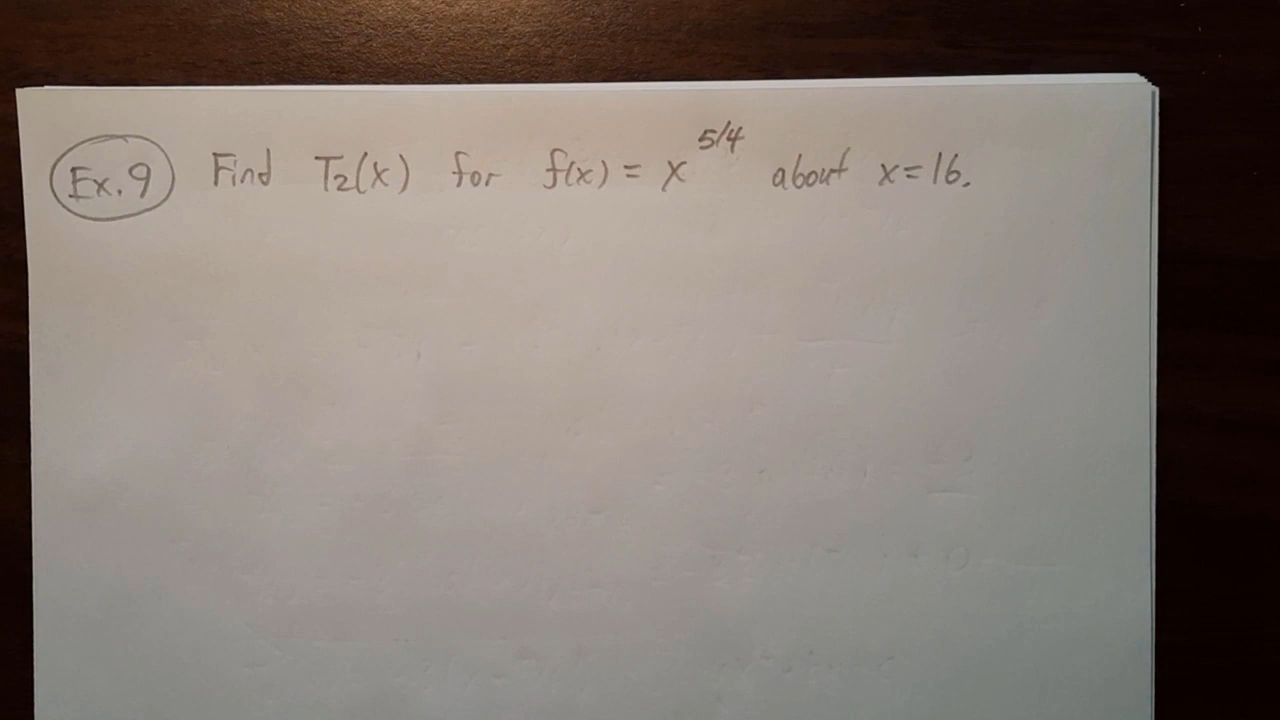 Ex. 9 Find T₂(x) for f(x) = x^5/4 about x=16.